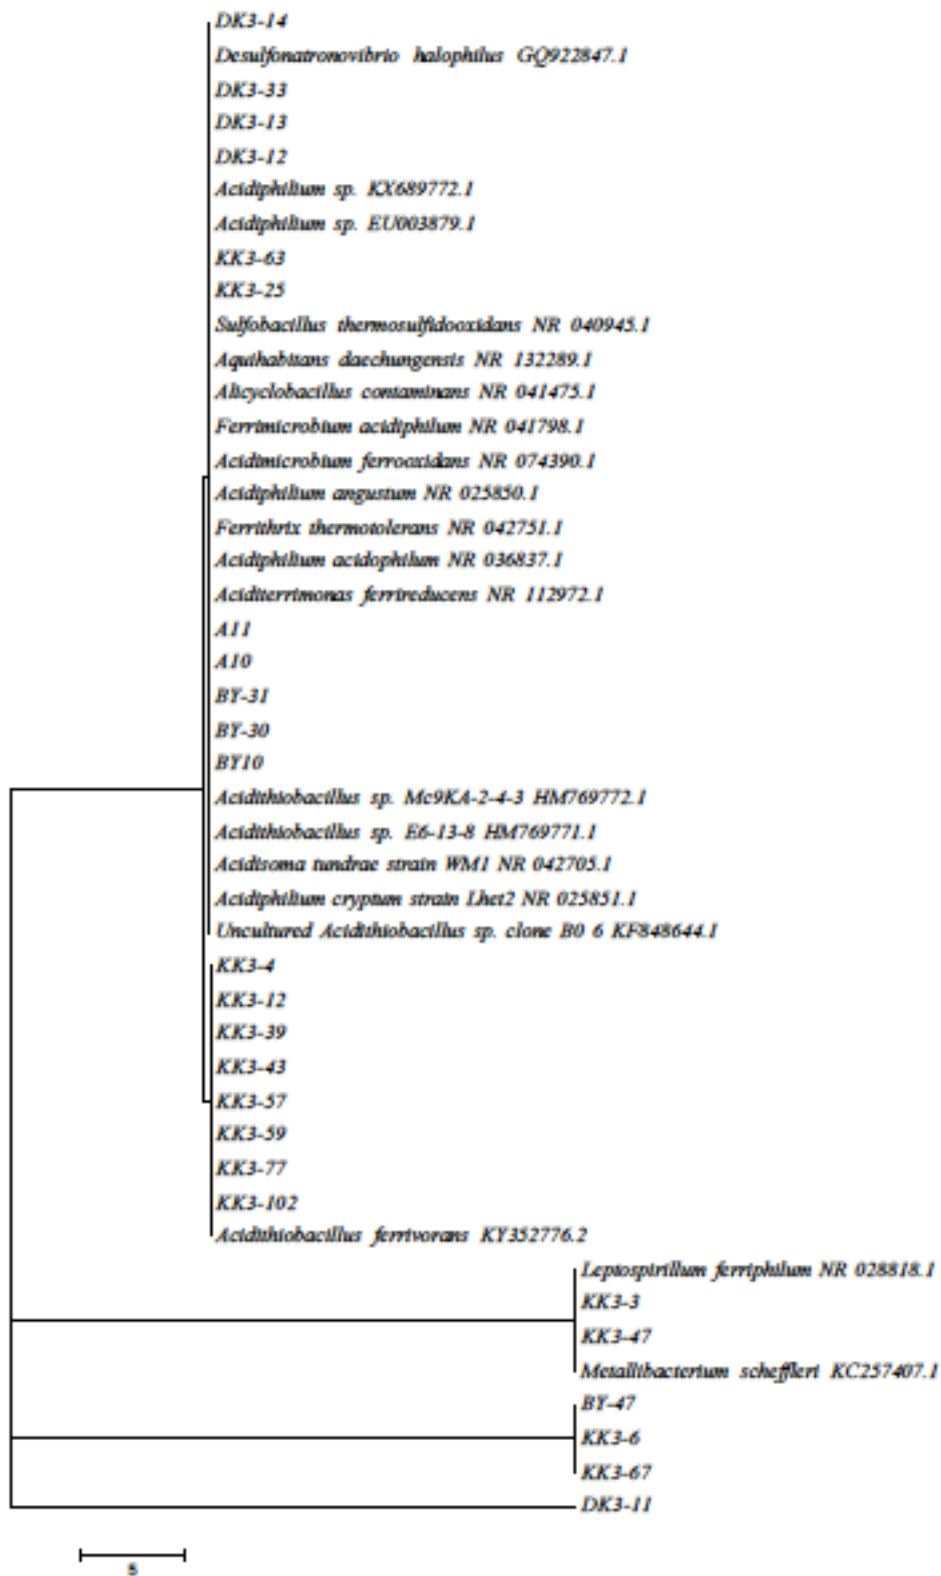 DK3-14
Desulfonatronovibrio halophilus GQ922847.1
DK3-33
DK3-13
DK3-12
Acidiphilium sp. KX689772.1
Acidiphilium sp. EU003879.1
KK3-63
KK3-25
Sulfobacillus thermosulfidooxidans NR 040945.1
Aquihabitans daechungensis NR 132289.1
Alicyclobacillus contaminans NR 041475.1
Ferrimicrobium acidiphilum NR 041798.1
Acidimicrobium ferrooxidans NR 074390.1
Acidiphilium angustum NR 025850.1
Ferrithrix thermotolerans NR 042751.1
Acidiphilium acidophilum NR 036837.1
Aciditerrimonas ferrireducens NR 112972.1
A11
A10
BY-31
BY-30
BY10
Acidithiobacillus sp. Mc9KA-2-4-3 HM769772.1
Acidithiobacillus sp. E6-13-8 HM769771.1
Acidisoma tundrae strain WM1 NR 042705.1
Acidiphilium cryptum strain Lhet2 NR 025851.1
Uncultured Acidithiobacillus sp. clone B0 6 KF848644.1
KK3-4
KK3-12
KK3-39
KK3-43
KK3-57
KK3-59
KK3-77
KK3-102
Acidithiobacillus ferrivorans KY352776.2
Leptospirillum ferriphilum NR 028818.1
KK3-3
KK3-47
Metallibacterium scheffleri KC257407.1
BY-47
KK3-6
KK3-67
DK3-11
5